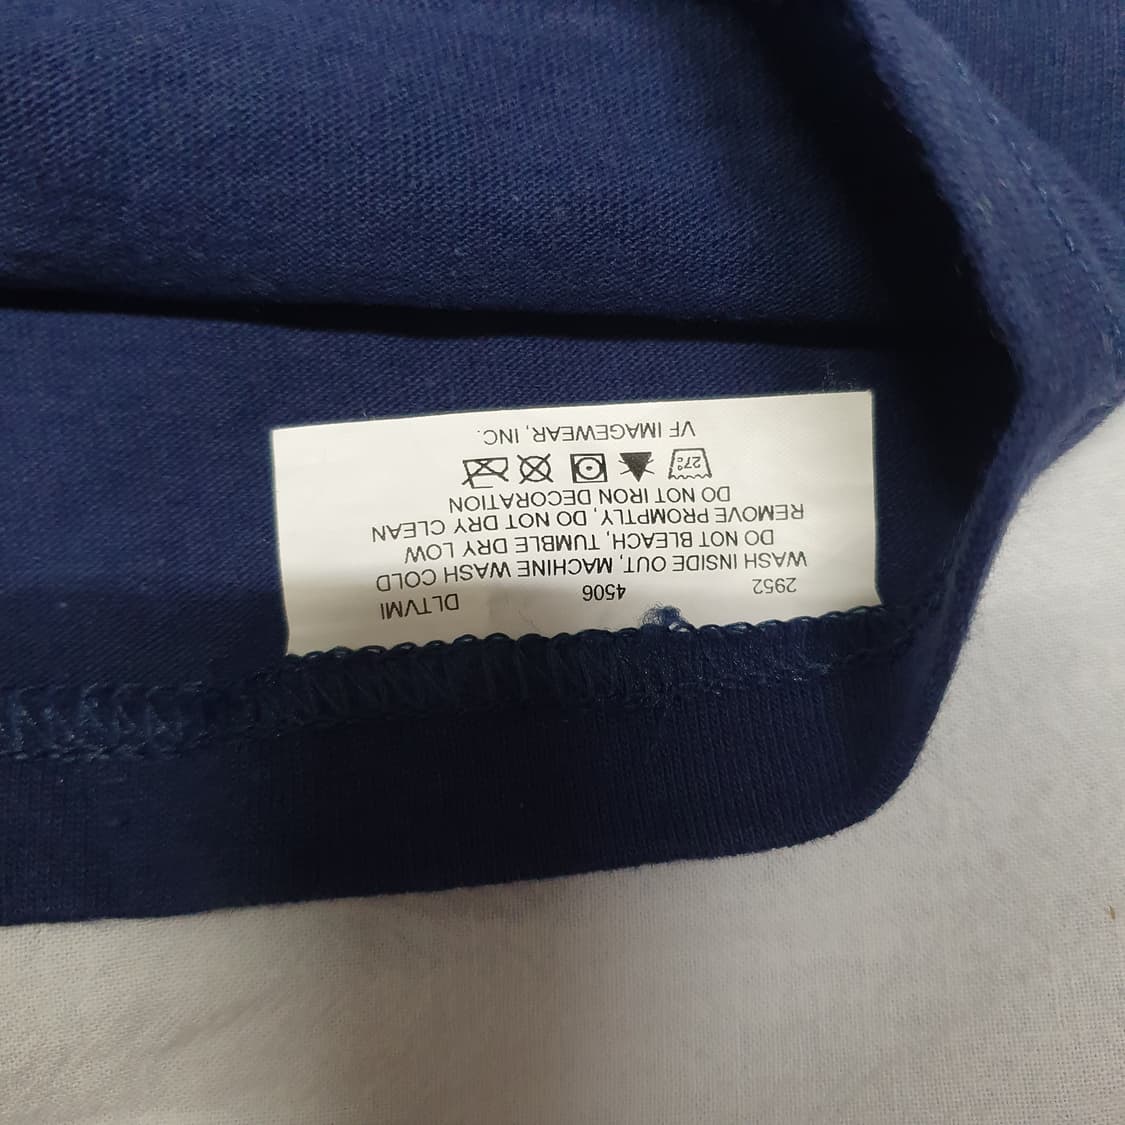 2952 4506 DLTVMI
WASH INSIDE OUT, MACHINE WASH COLD
DO NOT BLEACH, TUMBLE DRY LOW
REMOVE PROMPTLY, DO NOT DRY CLEAN
DO NOT IRON DECORATION
27°c
VF IMAGEWEAR, INC.